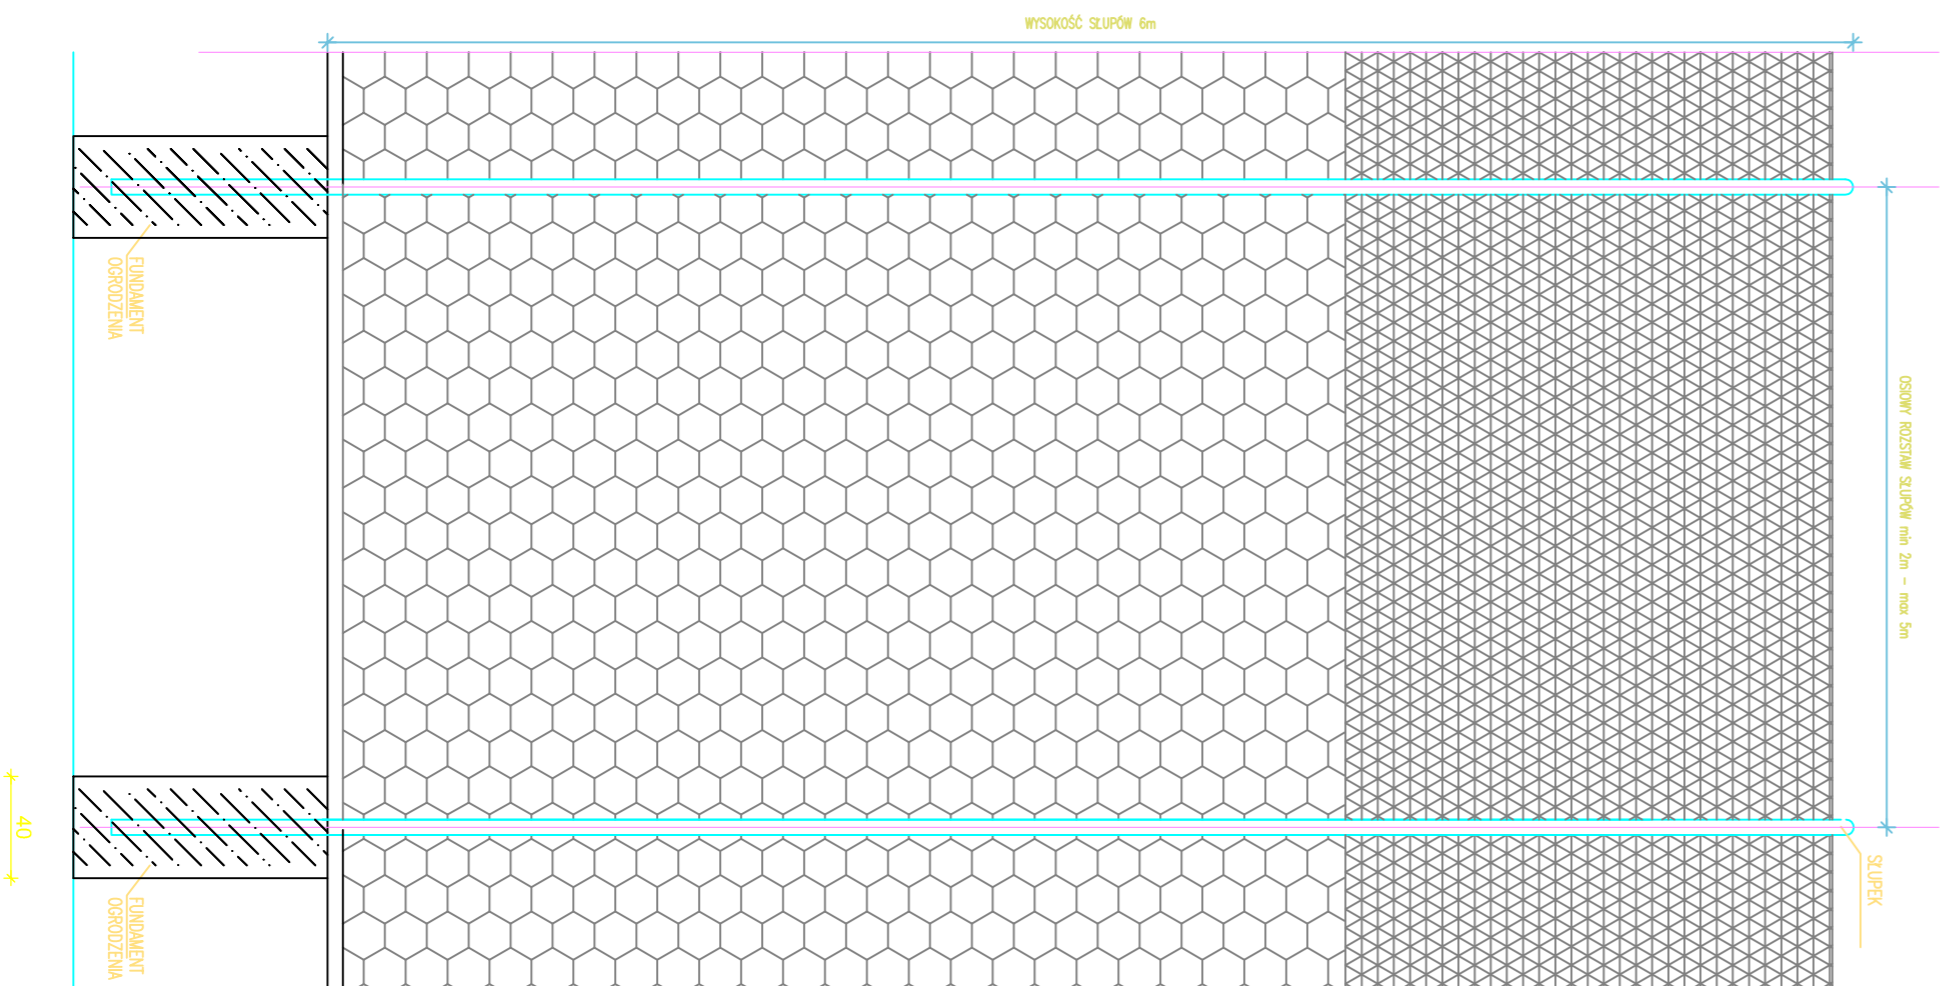 WYSOKOŚĆ SŁUPÓW 6m
OSIOWY ROZSTAW SŁUPÓW min 2m - max 5m
SŁUPEK
FUNDAMENT
OGRODZENIA
FUNDAMENT
OGRODZENIA
40